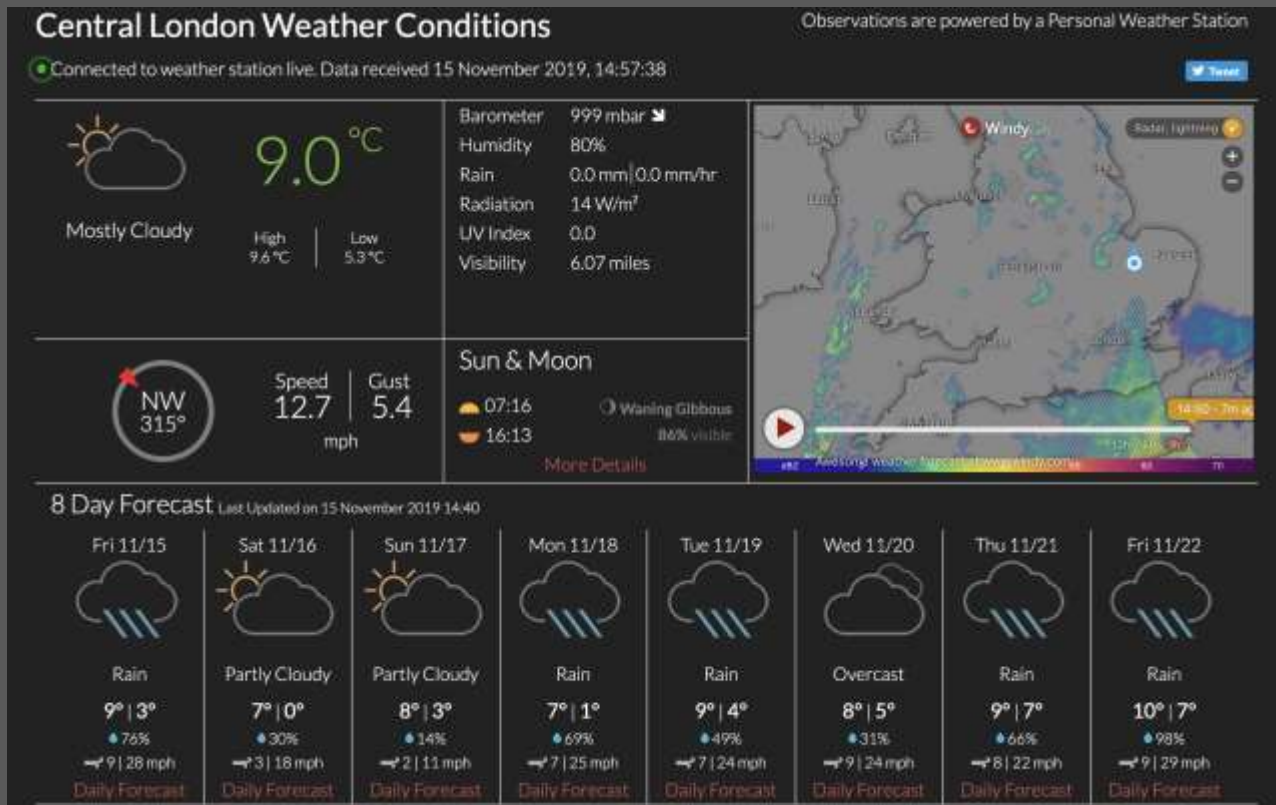 Central London Weather Conditions
Observations are powered by a Personal Weather Station
Connected to weather station live. Data received 15 November 2019, 14:57:38
Tweet
9.0 °C
Mostly Cloudy
High | Low
9.6 °C | 5.3 °C
Barometer 999 mbar
Humidity 80%
Rain 0.0 mm|0.0 mm/hr
Radiation 14 W/m²
UV Index 0.0
Visibility 6.07 miles
Windy
Radar, lightning
+
−
NW
315°
Speed | Gust
12.7 | 5.4
mph
Sun & Moon
07:16 Waning Gibbous
16:13 86% visible
More Details
Awesome weather forecast at www.windy.com
8 Day Forecast Last Updated on 15 November 2019 14:40
Fri 11/15 Sat 11/16 Sun 11/17 Mon 11/18 Tue 11/19 Wed 11/20 Thu 11/21 Fri 11/22
Rain Partly Cloudy Partly Cloudy Rain Rain Overcast Rain Rain
9° | 3° 7° | 0° 8° | 3° 7° | 1° 9° | 4° 8° | 5° 9° | 7° 10° | 7°
76% 30% 14% 69% 49% 31% 66% 98%
9 | 28 mph 3 | 18 mph 2 | 11 mph 7 | 25 mph 7 | 24 mph 9 | 24 mph 8 | 22 mph 9 | 29 mph
Daily Forecast Daily Forecast Daily Forecast Daily Forecast Daily Forecast Daily Forecast Daily Forecast Daily Forecast